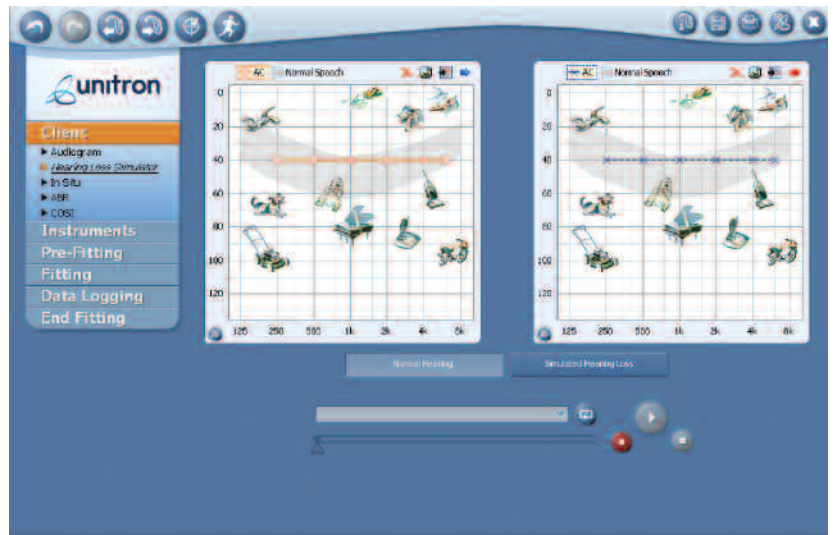 unitron
Client
Audiogram
Hearing Loss Simulator
In Situ
ABR
COSI
Instruments
Pre-Fitting
Fitting
Data Logging
End Fitting
AC Normal Speech
0
20
40
60
80
100
120
125 250 500 1k 2k 4k 8k
AC Normal Speech
0
20
40
60
80
100
120
125 250 500 1k 2k 4k 8k
Normal Hearing
Simulated Hearing Loss